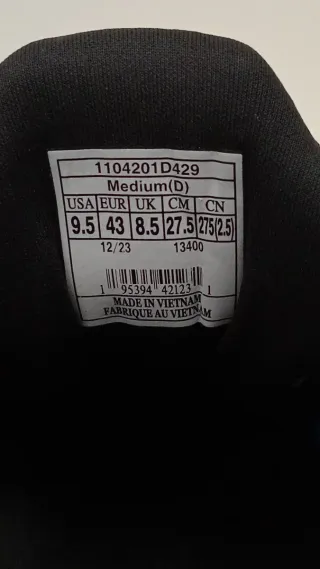 1104201D429
Medium(D)
USA EUR UK CM CN
9.5 43 8.5 27.5 275(2.5)
12/23 13400
1 95394 42123 1
MADE IN VIETNAM
FABRIQUE AU VIETNAM